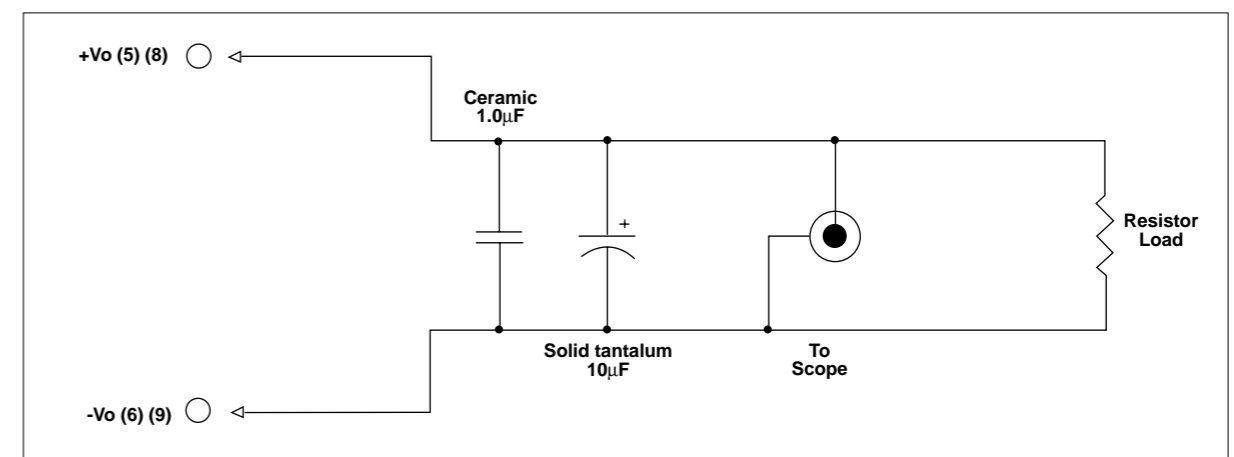 +Vo (5) (8)
Ceramic
1.0μF
+
Resistor
Load
Solid tantalum
10μF
To
Scope
-Vo (6) (9)